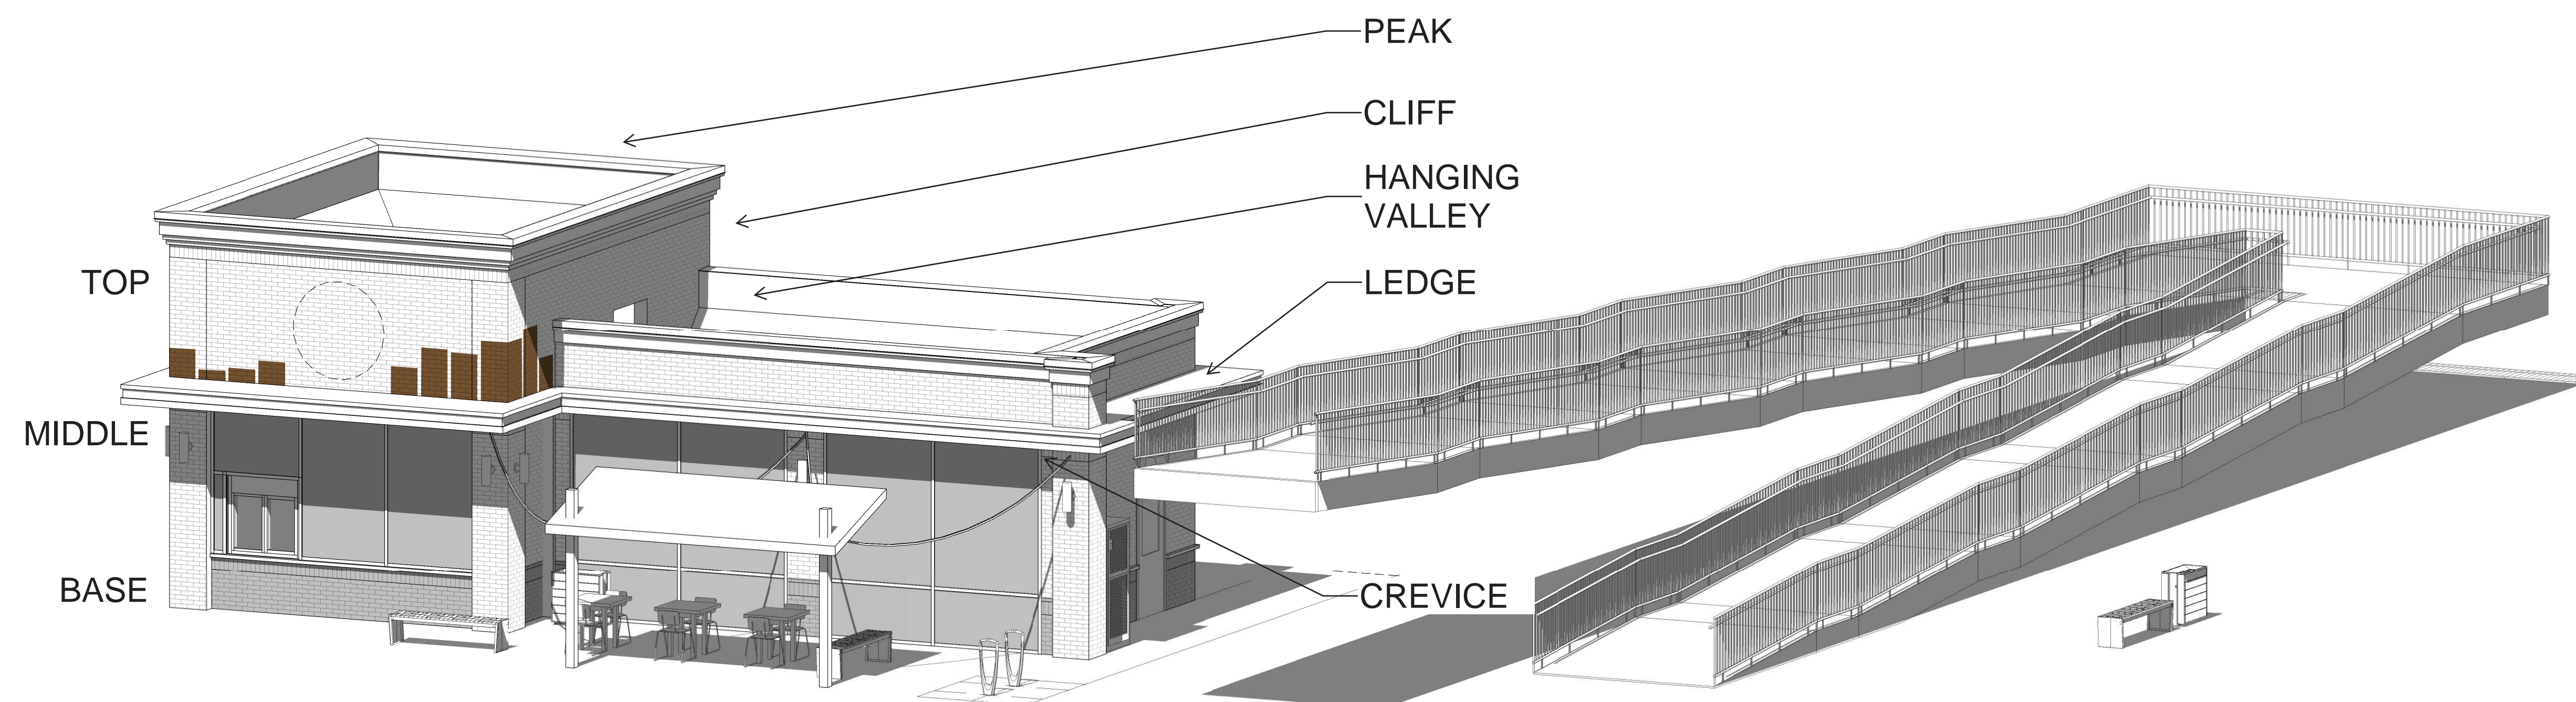 PEAK
CLIFF
HANGING
VALLEY
TOP
LEDGE
MIDDLE
BASE
CREVICE